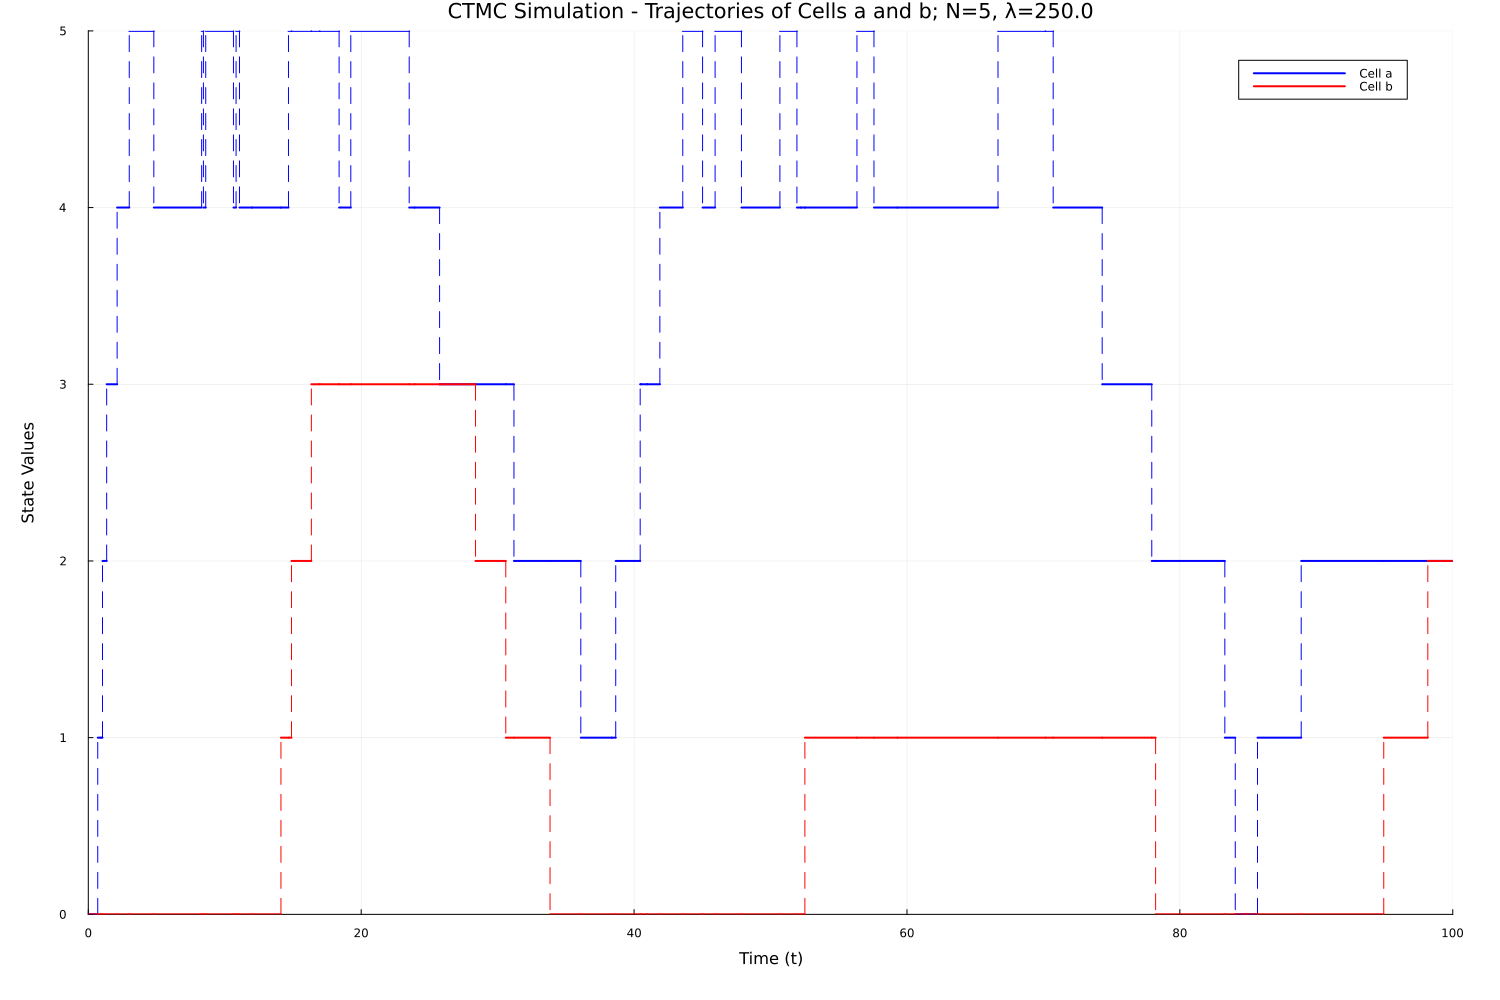 CTMC Simulation - Trajectories of Cells a and b; N=5, λ=250.0
5
Cell a
Cell b
4
3
State Values
2
1
0
0 20 40 60 80 100
Time (t)